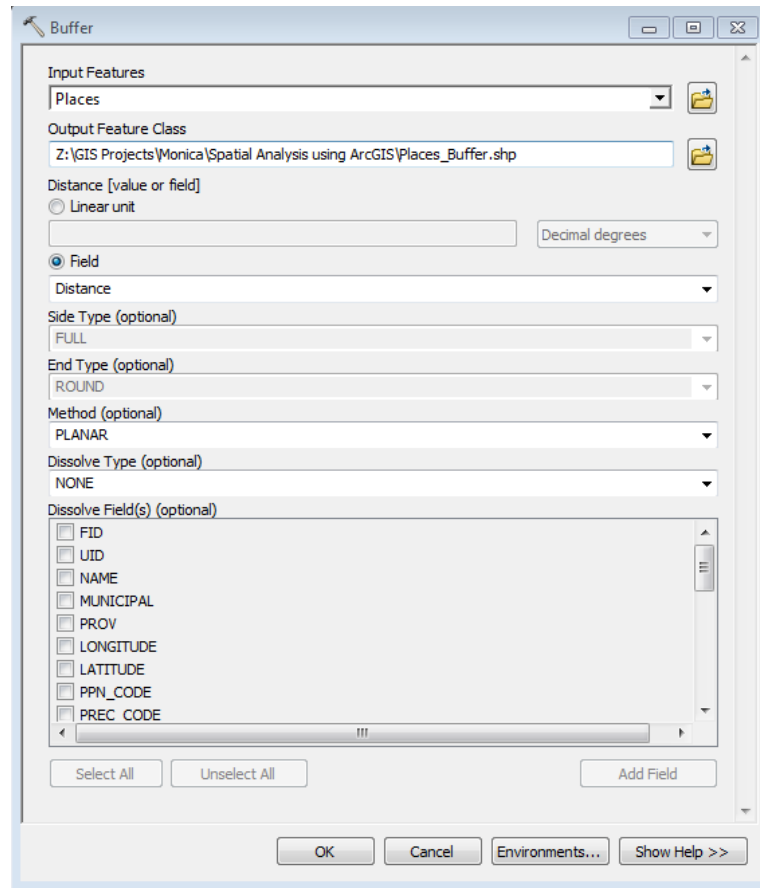 Buffer
Input Features
Places
Output Feature Class
Z:\GIS Projects\Monica\Spatial Analysis using ArcGIS\Places_Buffer.shp
Distance [value or field]
Linear unit
Decimal degrees
Field
Distance
Side Type (optional)
FULL
End Type (optional)
ROUND
Method (optional)
PLANAR
Dissolve Type (optional)
NONE
Dissolve Field(s) (optional)
FID
UID
NAME
MUNICIPAL
PROV
LONGITUDE
LATITUDE
PPN_CODE
PREC_CODE
Select All Unselect All Add Field
OK Cancel Environments... Show Help >>